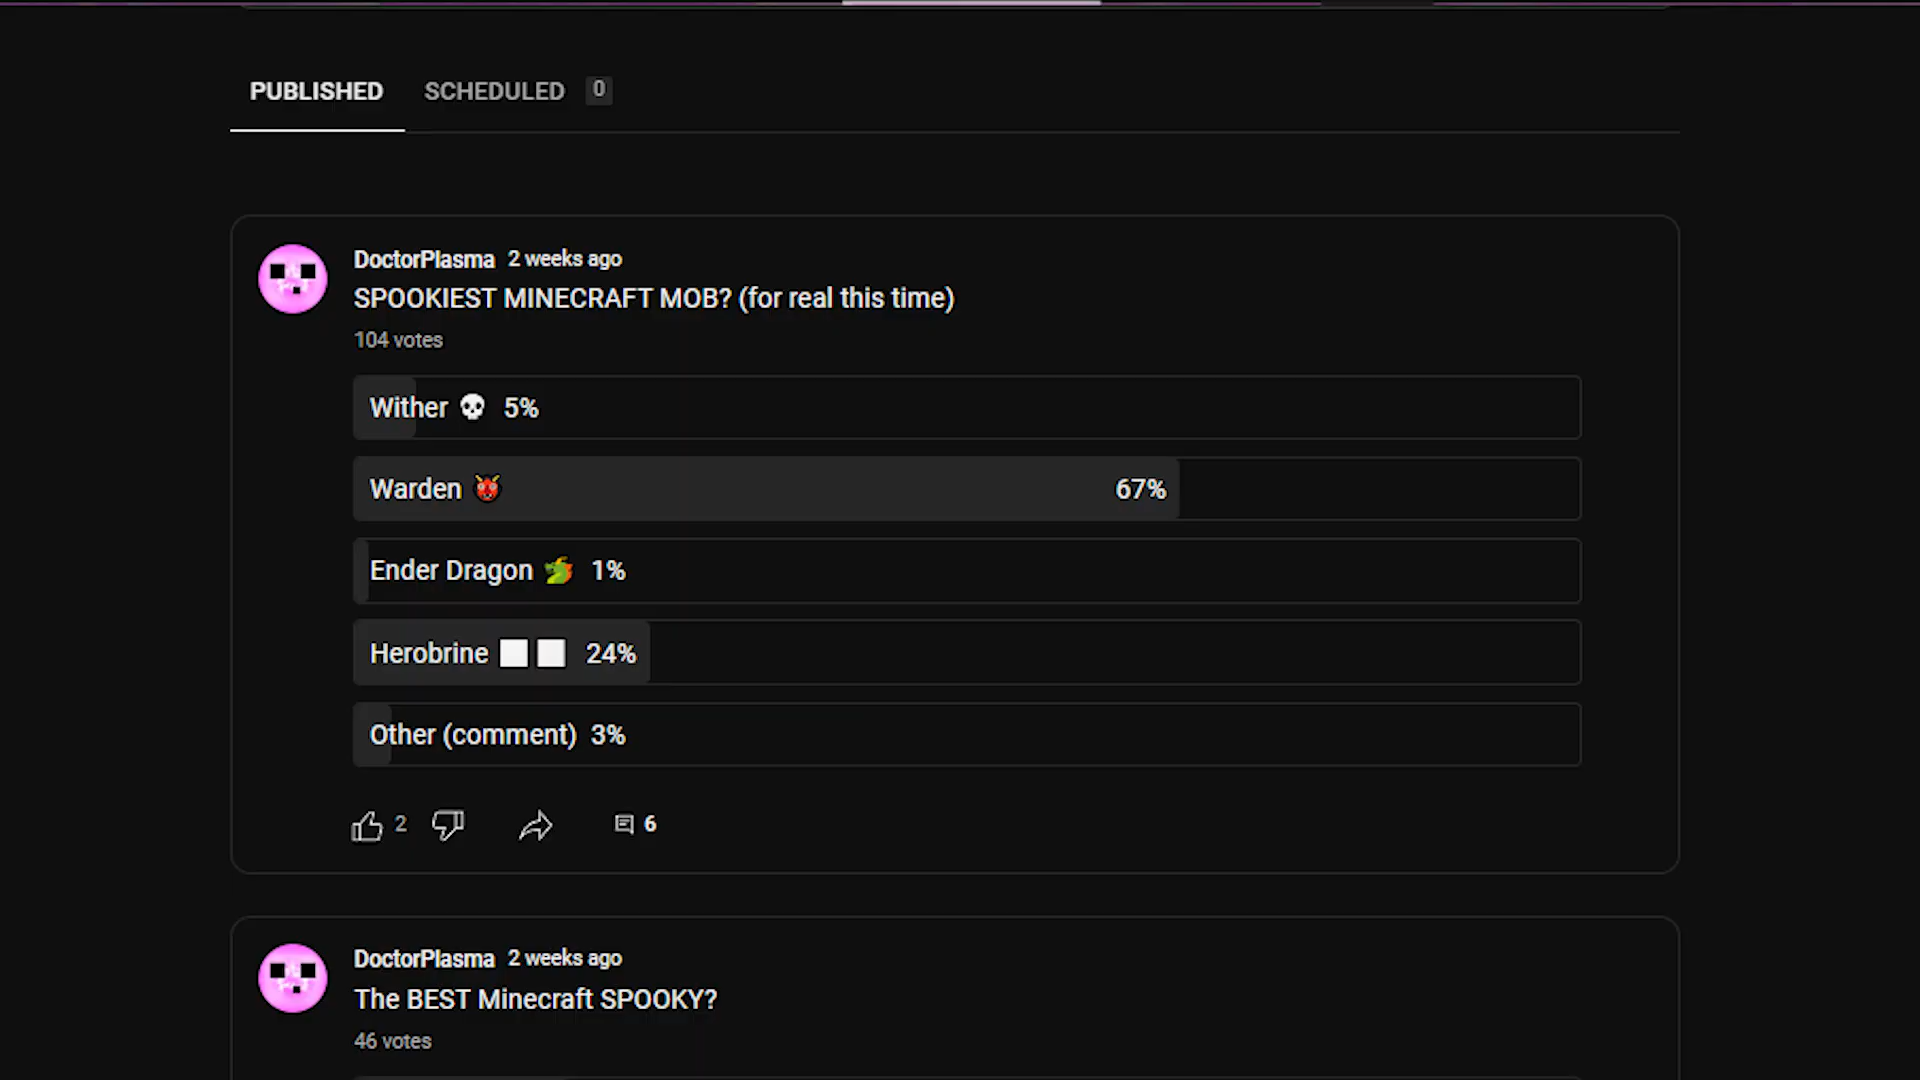 PUBLISHED SCHEDULED 0
DoctorPlasma 2 weeks ago
SPOOKIEST MINECRAFT MOB? (for real this time)
104 votes
Wither 💀 5%
Warden 👹 67%
Ender Dragon 🐲 1%
Herobrine ⬜⬜ 24%
Other (comment) 3%
2 6
DoctorPlasma 2 weeks ago
The BEST Minecraft SPOOKY?
46 votes